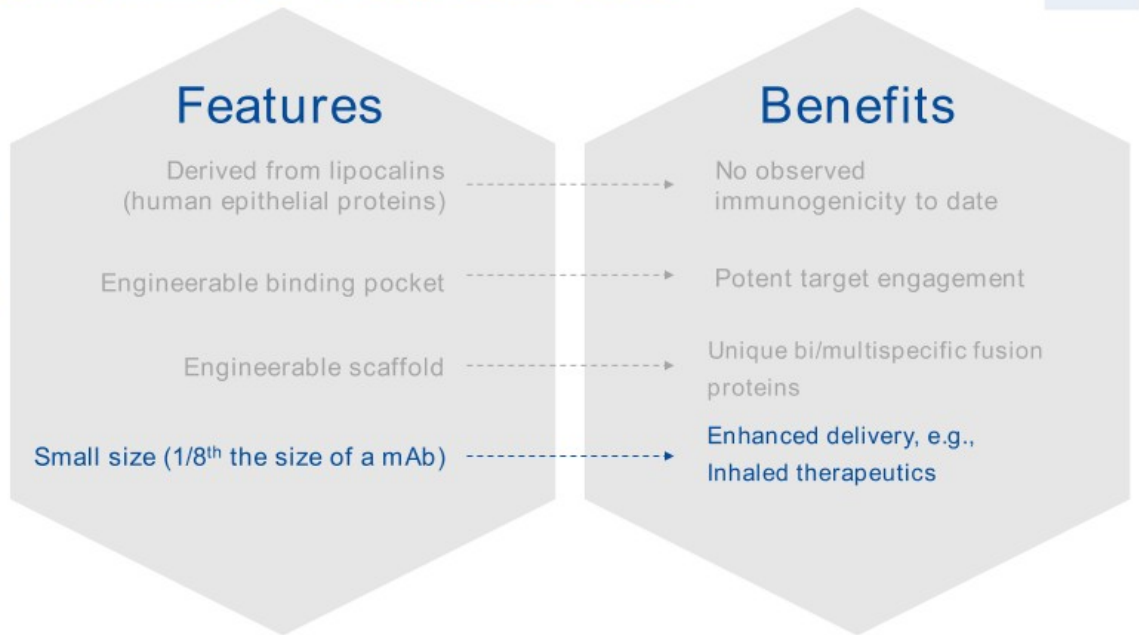 Features
Derived from lipocalins
(human epithelial proteins)
Engineerable binding pocket
Engineerable scaffold
Small size (1/8th the size of a mAb)
Benefits
No observed
immunogenicity to date
Potent target engagement
Unique bi/multispecific fusion
proteins
Enhanced delivery, e.g.,
Inhaled therapeutics